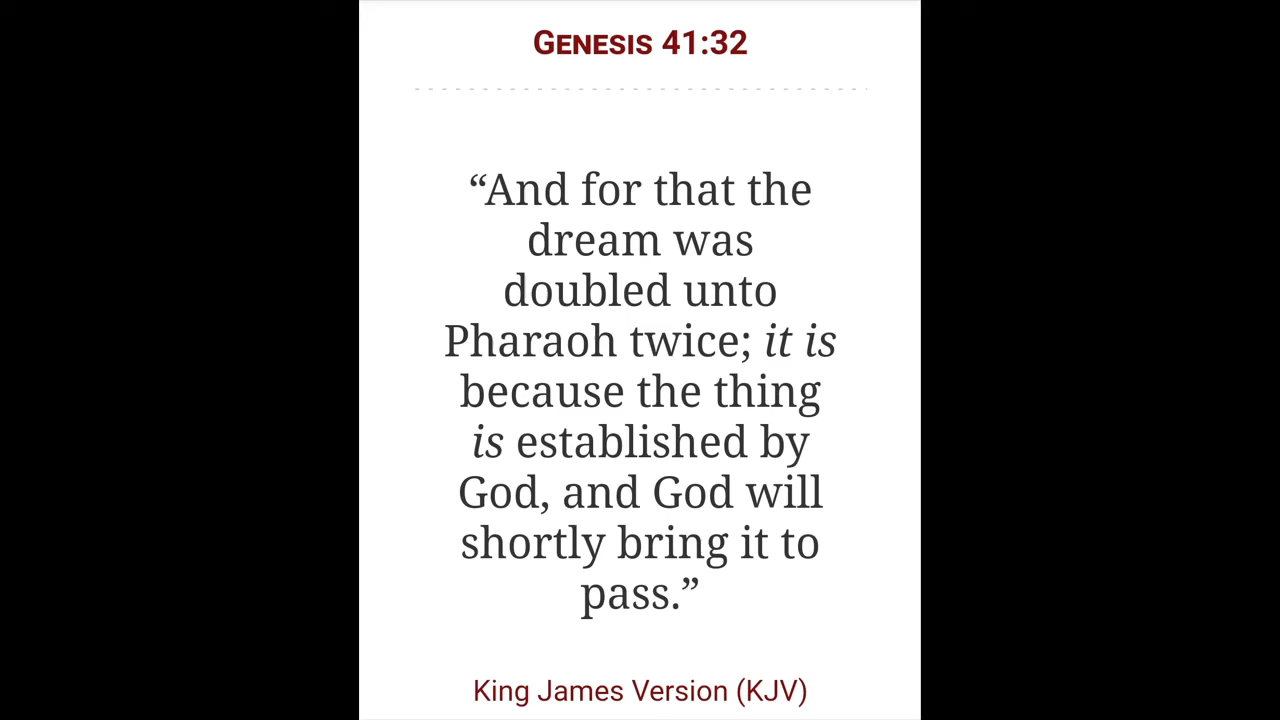 GENESIS 41:32
“And for that the
dream was
doubled unto
Pharaoh twice; it is
because the thing
is established by
God, and God will
shortly bring it to
pass.”
King James Version (KJV)